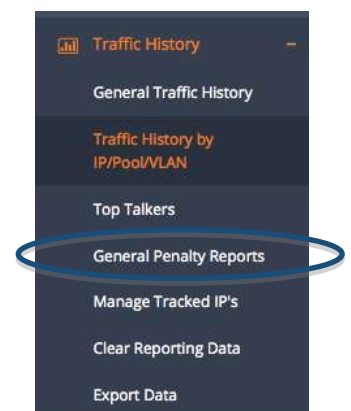 Traffic History
General Traffic History
Traffic History by
IP/Pool/VLAN
Top Talkers
General Penalty Reports
Manage Tracked IP's
Clear Reporting Data
Export Data